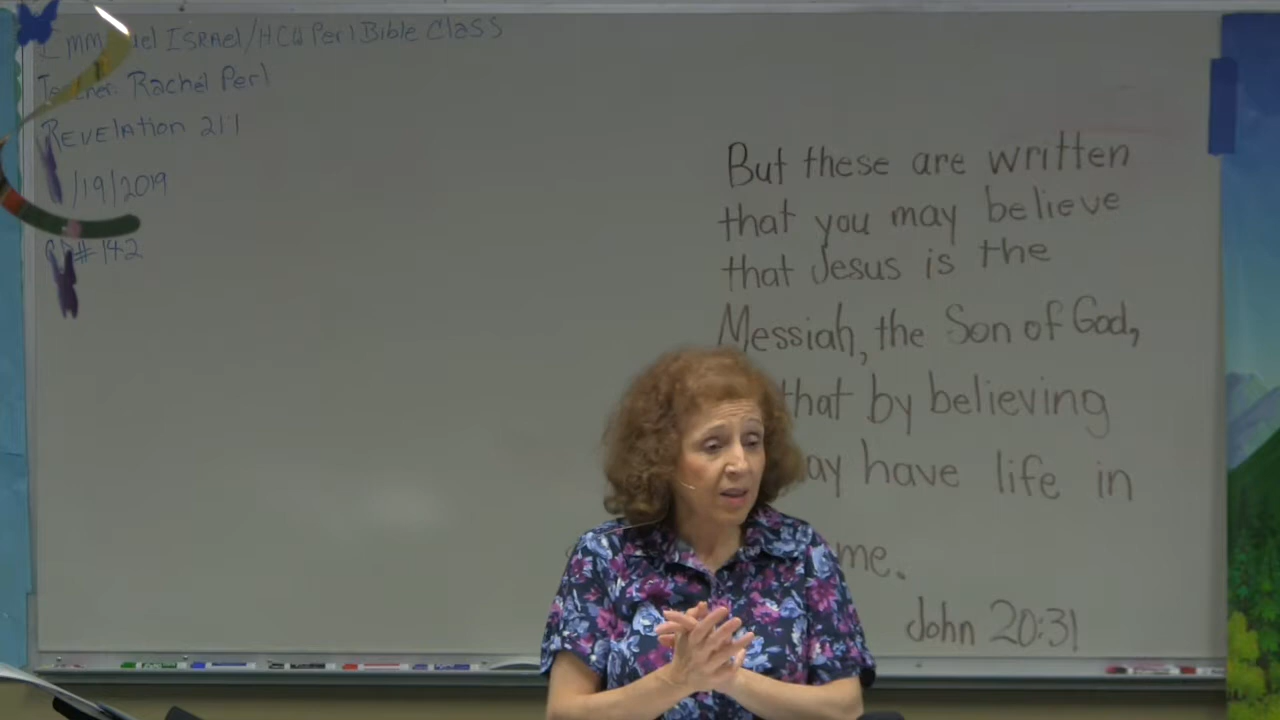 Israel/HCW Perl Bible Class
Rachel Perl
Revelation 21:1
/19/2019
# 142
But these are written
that you may believe
that Jesus is the
Messiah, the Son of God,
that by believing
have life in
John 20:31